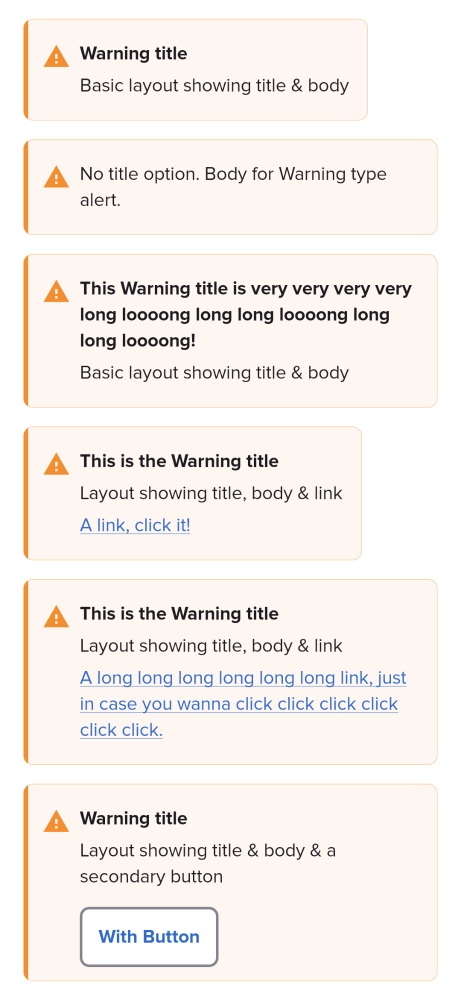 Warning title
Basic layout showing title & body
No title option. Body for Warning type
alert.
This Warning title is very very very very
long loooong long long loooong long
long loooong!
Basic layout showing title & body
This is the Warning title
Layout showing title, body & link
A link, click it!
This is the Warning title
Layout showing title, body & link
A long long long long long long link, just
in case you wanna click click click click
click click.
Warning title
Layout showing title & body & a
secondary button
With Button